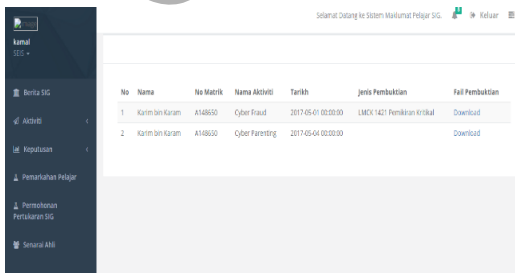 Selamat Datang ke Sistem Maklumat Pelajar SIG.
Keluar
kamal
SEIS
Berita SIG
Aktiviti
Keputusan
Pemarkahan Pelajar
Permohonan
Pertukaran SIG
Senarai Ahli
No Nama No Matrik Nama Aktiviti Tarikh Jenis Pembuktian Fail Pembuktian
1 Karim bin Karam A148650 Cyber Fraud 2017-05-01 00:00:00 LMCK 1421 Pemikiran Kritikal Download
2 Karim bin Karam A148650 Cyber Parenting 2017-05-04 00:00:00 Download